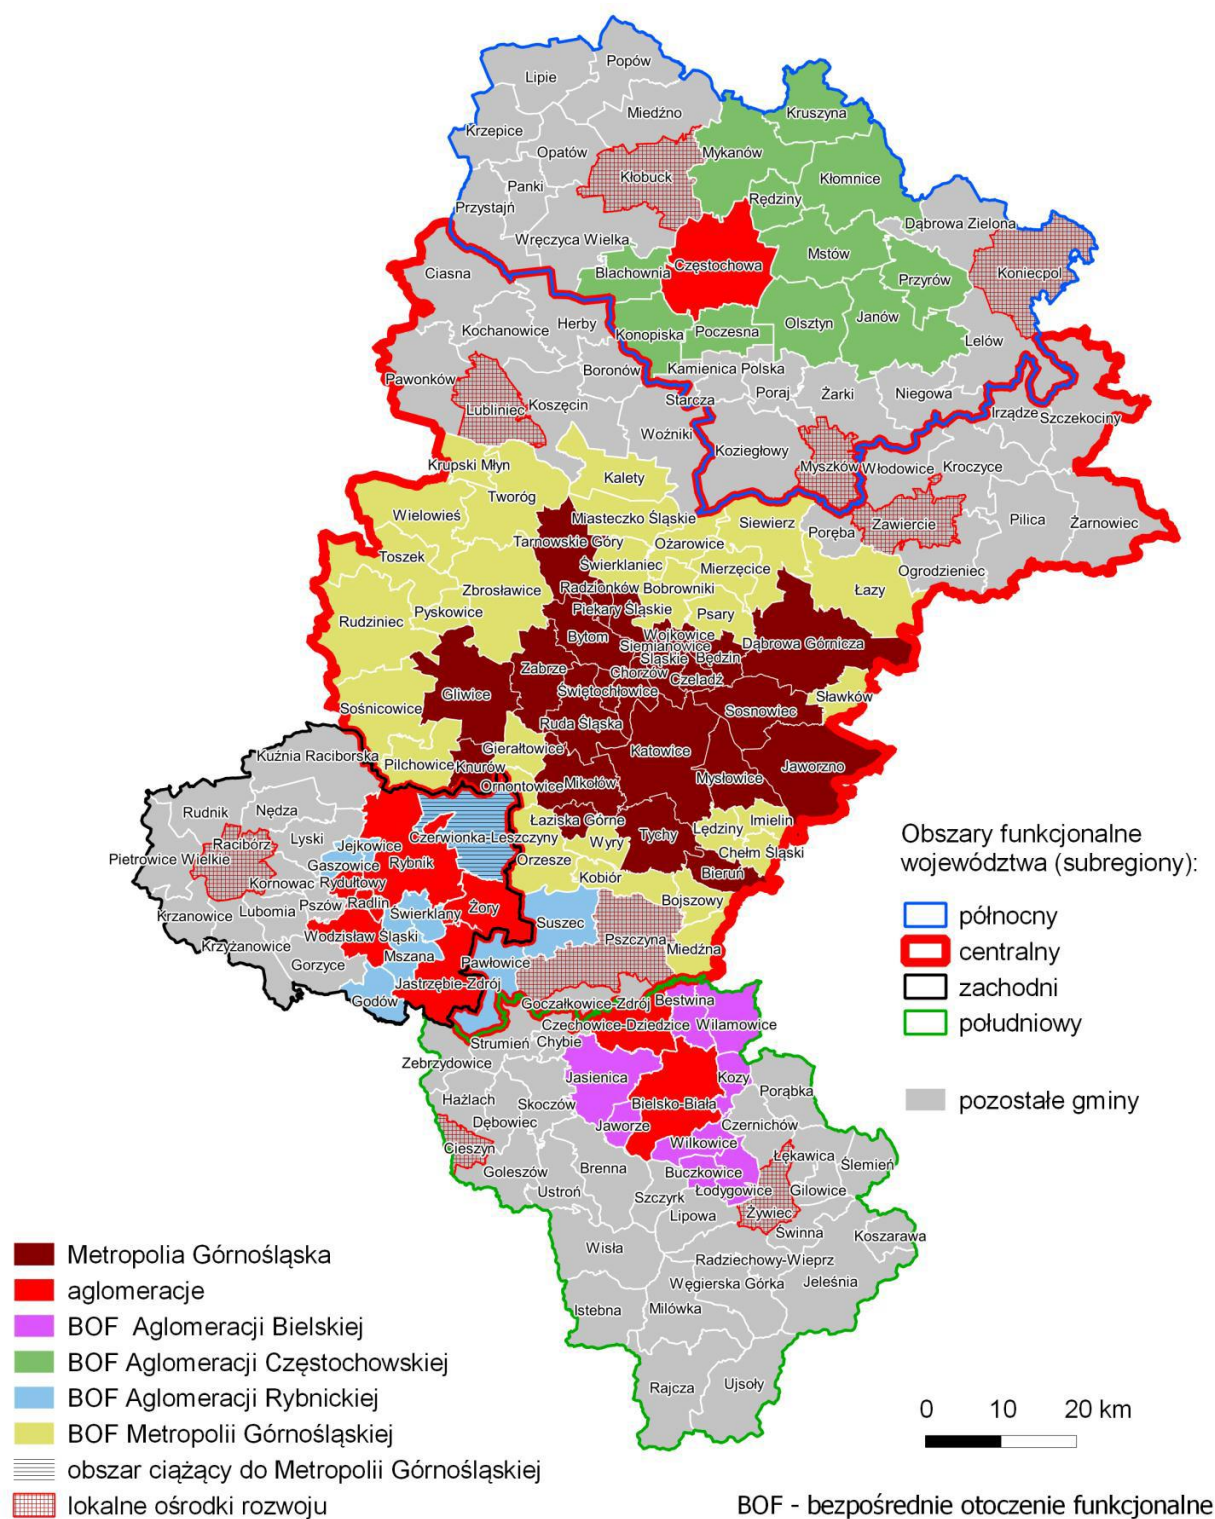 Popów
Lipie
Miedźno
Kruszyna
Krzepice
Opatów
Mykanów
Kłobuck
Kłomnice
Panki
Rędziny
Przystajń
Dąbrowa Zielona
Wręczyca Wielka
Mstów
Częstochowa
Ciasna
Blachownia
Koniecpol
Przyrów
Kochanowice
Herby
Konopiska
Poczesna
Olsztyn
Janów
Lelów
Kamienica Polska
Boronów
Pawonków
Poraj
Żarki
Niegowa
Lubliniec
Koszęcin
Starcza
Irządze
Szczekociny
Woźniki
Koziegłowy
Myszków
Włodowice
Kroczyce
Krupski Młyn
Kalety
Tworóg
Wielowieś
Miasteczko Śląskie
Siewierz
Poręba
Zawiercie
Pilica
Żarnowiec
Tarnowskie Góry
Ożarowice
Toszek
Świerklaniec
Mierzęcice
Ogrodzieniec
Zbrosławice
Radzionków
Bobrowniki
Łazy
Pyskowice
Piekary Śląskie
Psary
Rudziniec
Bytom
Wojkowice
Siemianowice
Śląskie
Będzin
Dąbrowa Górnicza
Zabrze
Chorzów
Czeladź
Gliwice
Świętochłowice
Sławków
Sośnicowice
Sosnowiec
Ruda Śląska
Gierałtowice
Katowice
Kuźnia Raciborska
Pilchowice
Knurów
Jaworzno
Mysłowice
Ornontowice
Mikołów
Rudnik
Nędza
Łaziska Górne
Imielin
Lędziny
Tychy
Czerwionka-Leszczyny
Wyry
Lyski
Racibórz
Jejkowice
Rybnik
Chełm Śląski
Pietrowice Wielkie
Gaszowice
Orzesze
Bieruń
Kobiór
Kornowac
Rydułtowy
Bojszowy
Pszów
Radlin
Żory
Krzanowice
Lubomia
Świerklany
Suszec
Wodzisław Śląski
Pszczyna
Krzyżanowice
Miedźna
Mszana
Gorzyce
Pawłowice
Jastrzębie-Zdrój
Godów
Goczałkowice-Zdrój
Bestwina
Czechowice-Dziedzice
Wilamowice
Strumień
Chybie
Zebrzydowice
Jasienica
Kozy
Porąbka
Hażlach
Skoczów
Bielsko-Biała
Dębowiec
Jaworze
Czernichów
Cieszyn
Wilkowice
Łękawica
Ślemień
Goleszów
Brenna
Buczkowice
Ustroń
Szczyrk
Łodygowice
Gilowice
Lipowa
Żywiec
Świnna
Koszarawa
Wisła
Radziechowy-Wieprz
Węgierska Górka
Jeleśnia
Istebna
Milówka
Rajcza
Ujsoły
Obszary funkcjonalne
województwa (subregiony):
północny
centralny
zachodni
południowy
pozostałe gminy
Metropolia Górnośląska
aglomeracje
BOF Aglomeracji Bielskiej
BOF Aglomeracji Częstochowskiej
BOF Aglomeracji Rybnickiej
BOF Metropolii Górnośląskiej
obszar ciążący do Metropolii Górnośląskiej
lokalne ośrodki rozwoju
0 10 20 km
BOF - bezpośrednie otoczenie funkcjonalne